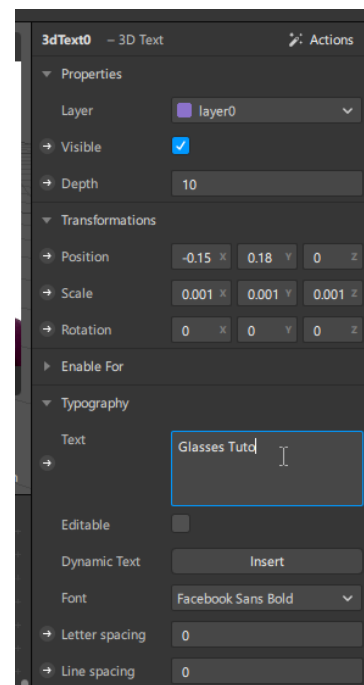 3dText0 – 3D Text Actions
Properties
Layer layer0
Visible
Depth 10
Transformations
Position -0.15 X 0.18 Y 0 Z
Scale 0.001 X 0.001 Y 0.001 Z
Rotation 0 X 0 Y 0 Z
Enable For
Typography
Text Glasses Tuto
Editable
Dynamic Text Insert
Font Facebook Sans Bold
Letter spacing 0
Line spacing 0